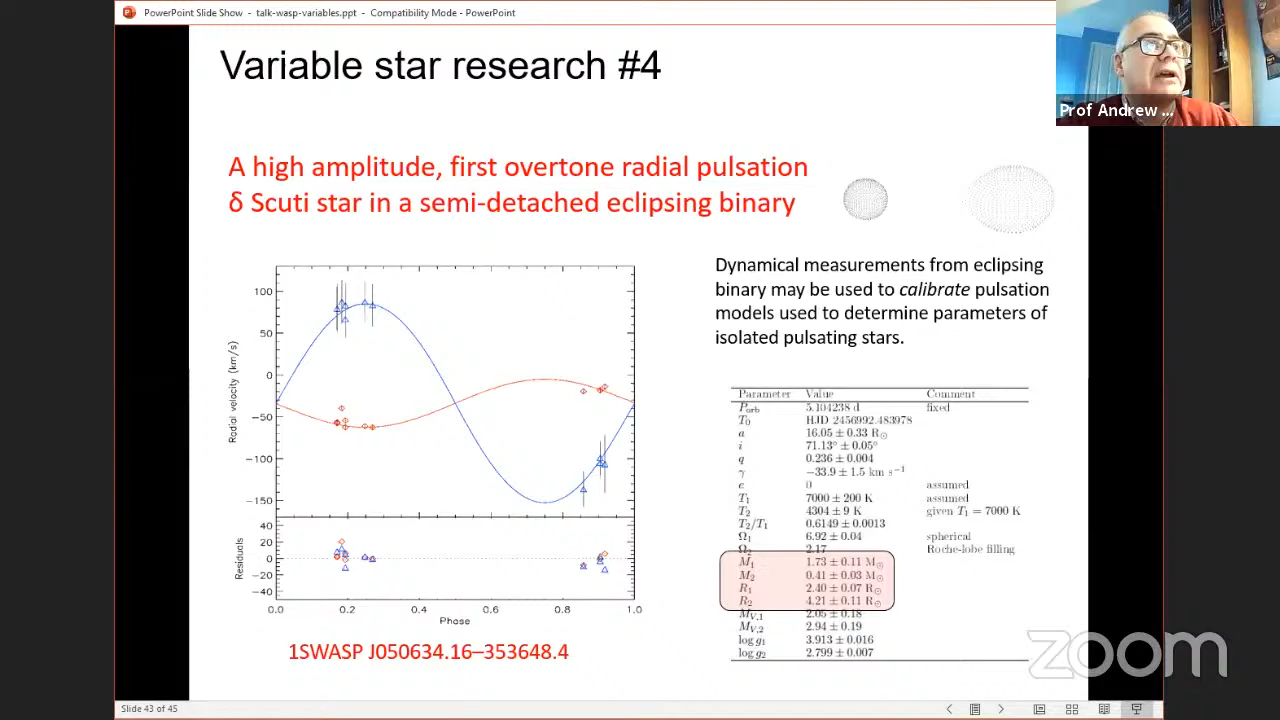 PowerPoint Slide Show - talk-wasp-variables.ppt - Compatibility Mode - PowerPoint
Prof Andrew ...
Variable star research #4
A high amplitude, first overtone radial pulsation
δ Scuti star in a semi-detached eclipsing binary
Dynamical measurements from eclipsing
binary may be used to calibrate pulsation
models used to determine parameters of
isolated pulsating stars.
Radial velocity (km/s)
100
50
0
−50
−100
−150
Residuals
40
20
0
−20
−40
0.0 0.2 0.4 0.6 0.8 1.0
Phase
1SWASP J050634.16–353648.4
Parameter Value Comment
P_orb 5.104238 d fixed
T_0 HJD 2456992.483978
a 16.05 ± 0.33 R⊙
i 71.13° ± 0.05°
q 0.236 ± 0.004
γ −33.9 ± 1.5 km s⁻¹
e 0 assumed
T_1 7000 ± 200 K assumed
T_2 4304 ± 9 K given T_1 = 7000 K
T_2/T_1 0.6149 ± 0.0013
Ω_1 6.92 ± 0.04 spherical
Ω_2 2.17 Roche-lobe filling
M_1 1.73 ± 0.11 M⊙
M_2 0.41 ± 0.03 M⊙
R_1 2.40 ± 0.07 R⊙
R_2 4.21 ± 0.11 R⊙
M_V,1 2.05 ± 0.18
M_V,2 2.94 ± 0.19
log g_1 3.913 ± 0.016
log g_2 2.799 ± 0.007
zoom
Slide 43 of 45